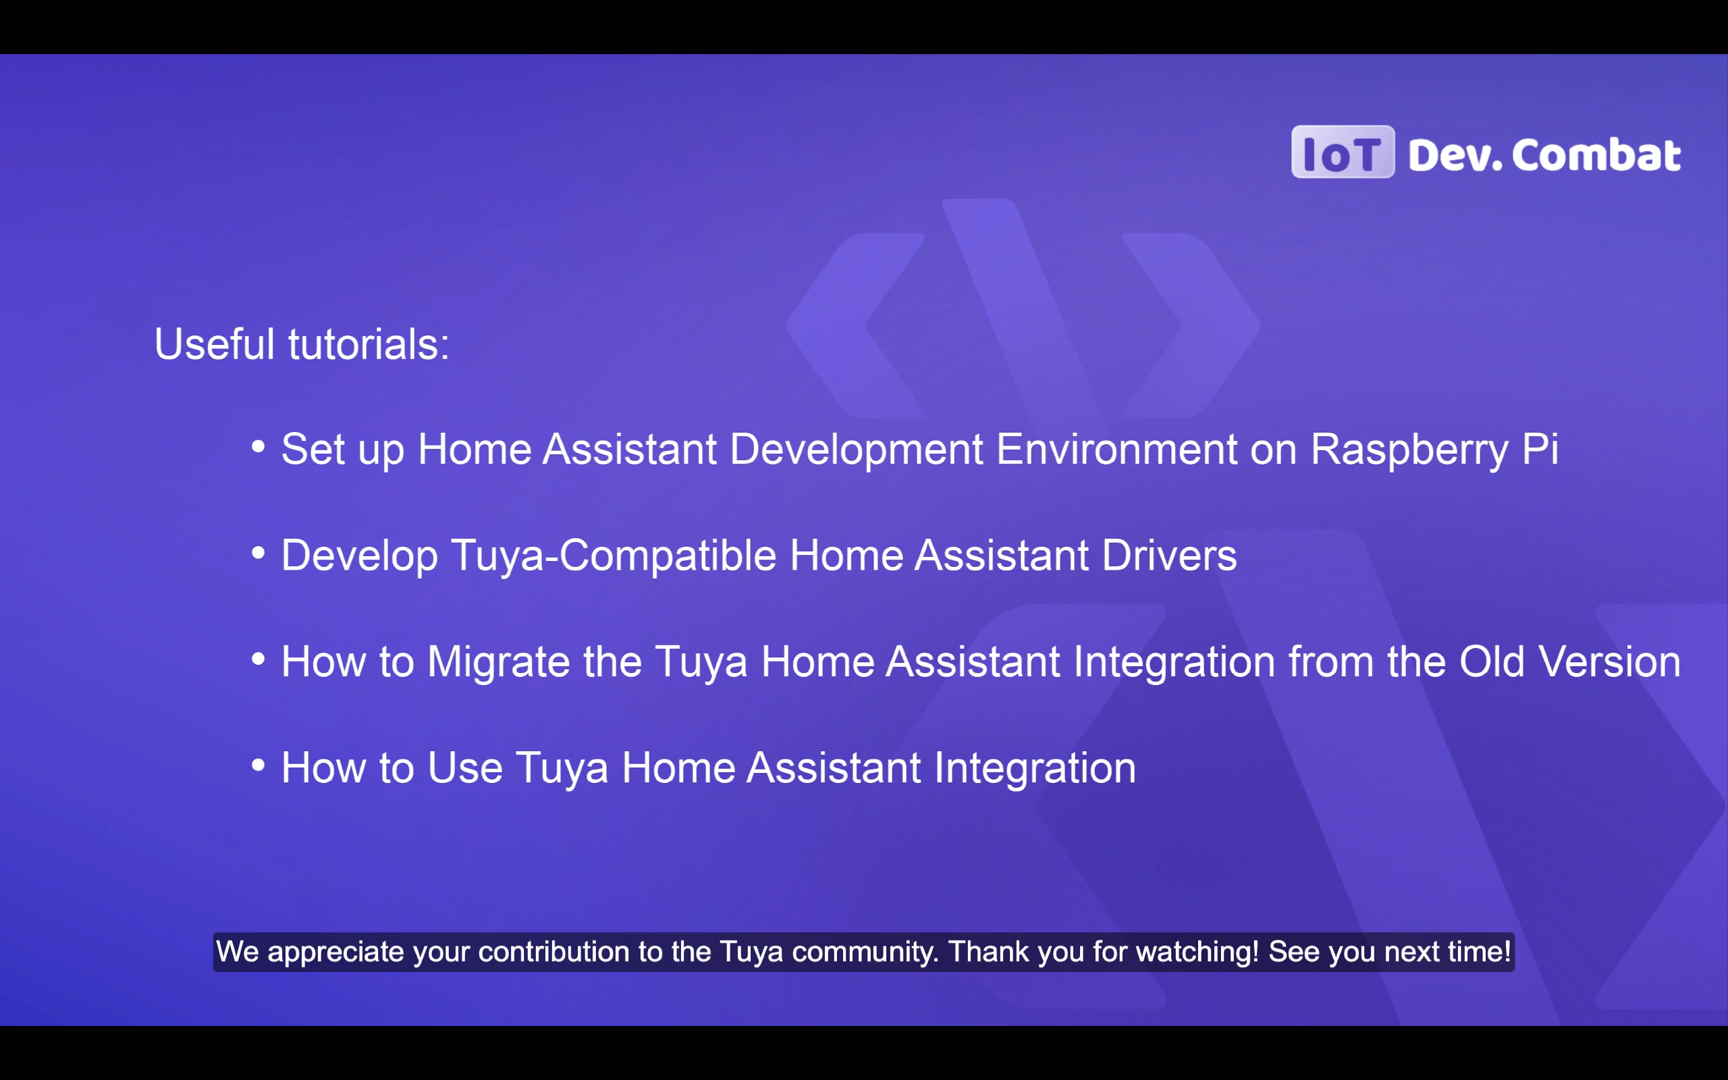 IoT Dev. Combat
Useful tutorials:
• Set up Home Assistant Development Environment on Raspberry Pi
• Develop Tuya-Compatible Home Assistant Drivers
• How to Migrate the Tuya Home Assistant Integration from the Old Version
• How to Use Tuya Home Assistant Integration
We appreciate your contribution to the Tuya community. Thank you for watching! See you next time!